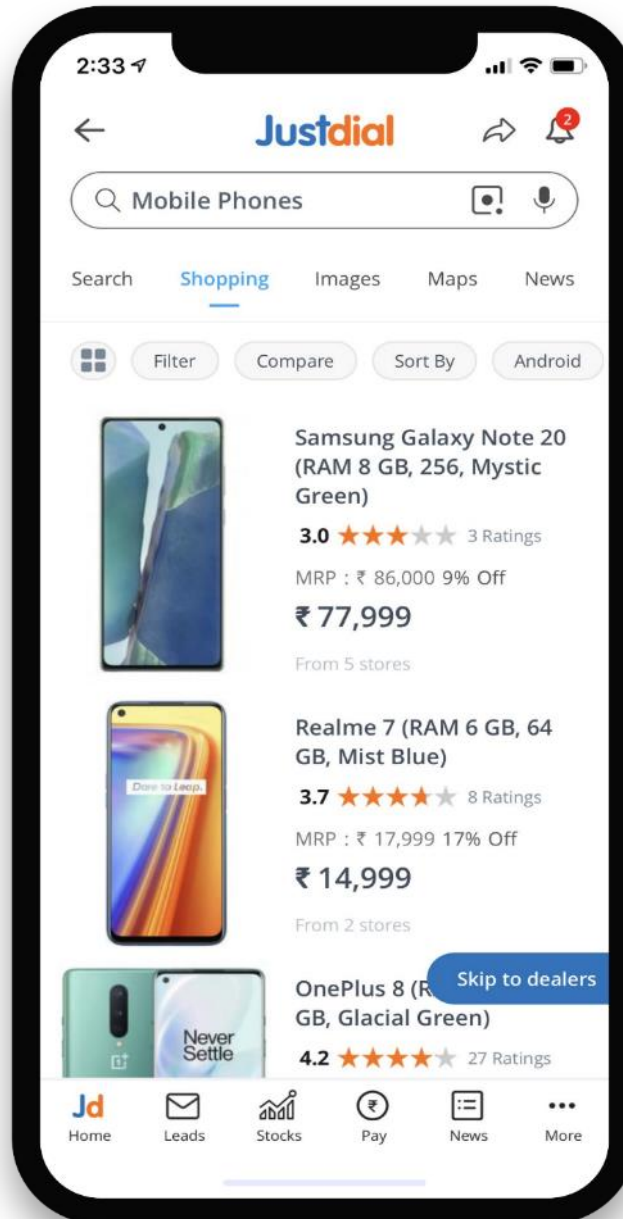 2:33
Justdial
2
Mobile Phones
Search Shopping Images Maps News
Filter Compare Sort By Android
Samsung Galaxy Note 20
(RAM 8 GB, 256, Mystic
Green)
3.0 3 Ratings
MRP : ₹ 86,000 9% Off
₹ 77,999
From 5 stores
Dare to Leap.
Realme 7 (RAM 6 GB, 64
GB, Mist Blue)
3.7 8 Ratings
MRP : ₹ 17,999 17% Off
₹ 14,999
From 2 stores
Skip to dealers
Never
Settle
OnePlus 8 (R
GB, Glacial Green)
4.2 27 Ratings
Jd
Home Leads Stocks Pay News More